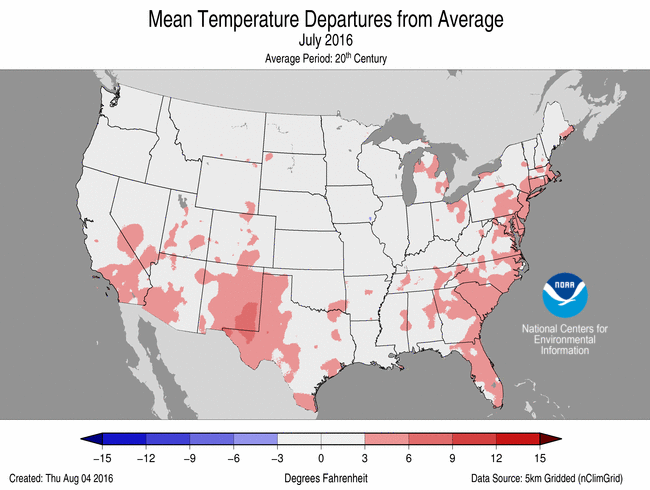 Mean Temperature Departures from Average
July 2016
Average Period: 20th Century
NOAA
National Centers for
Environmental
Information
−15 −12 −9 −6 −3 0 3 6 9 12 15
Created: Thu Aug 04 2016 Degrees Fahrenheit Data Source: 5km Gridded (nClimGrid)